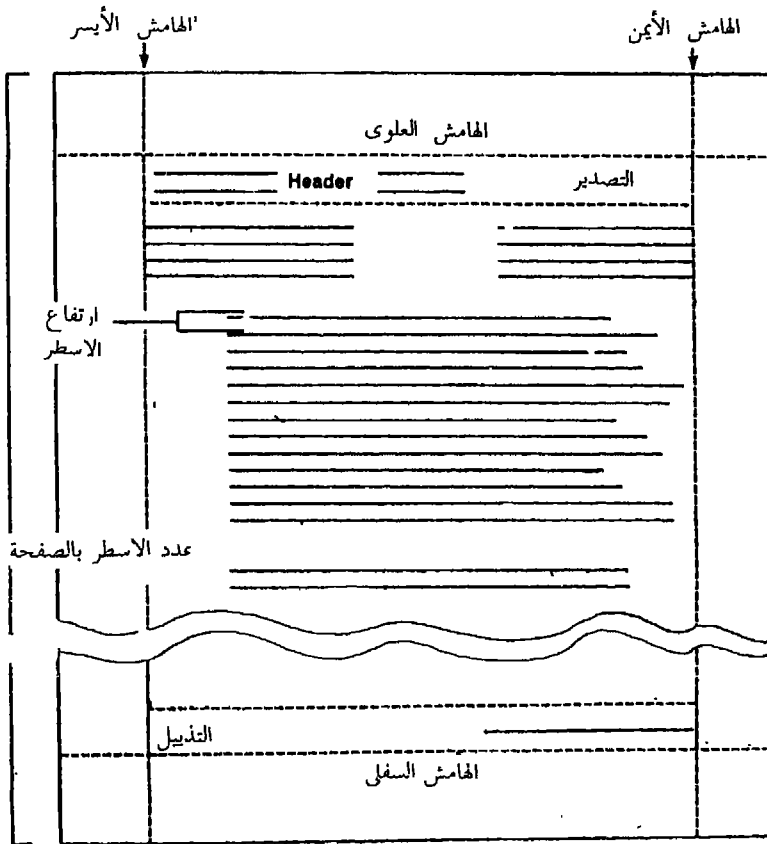 الهامش الأيمن
الهامش الأيسر
الهامش العلوى
التصدير
Header
ارتفاع
الاسطر
عدد الاسطر بالصفحة
التذييل
الهامش السفلى